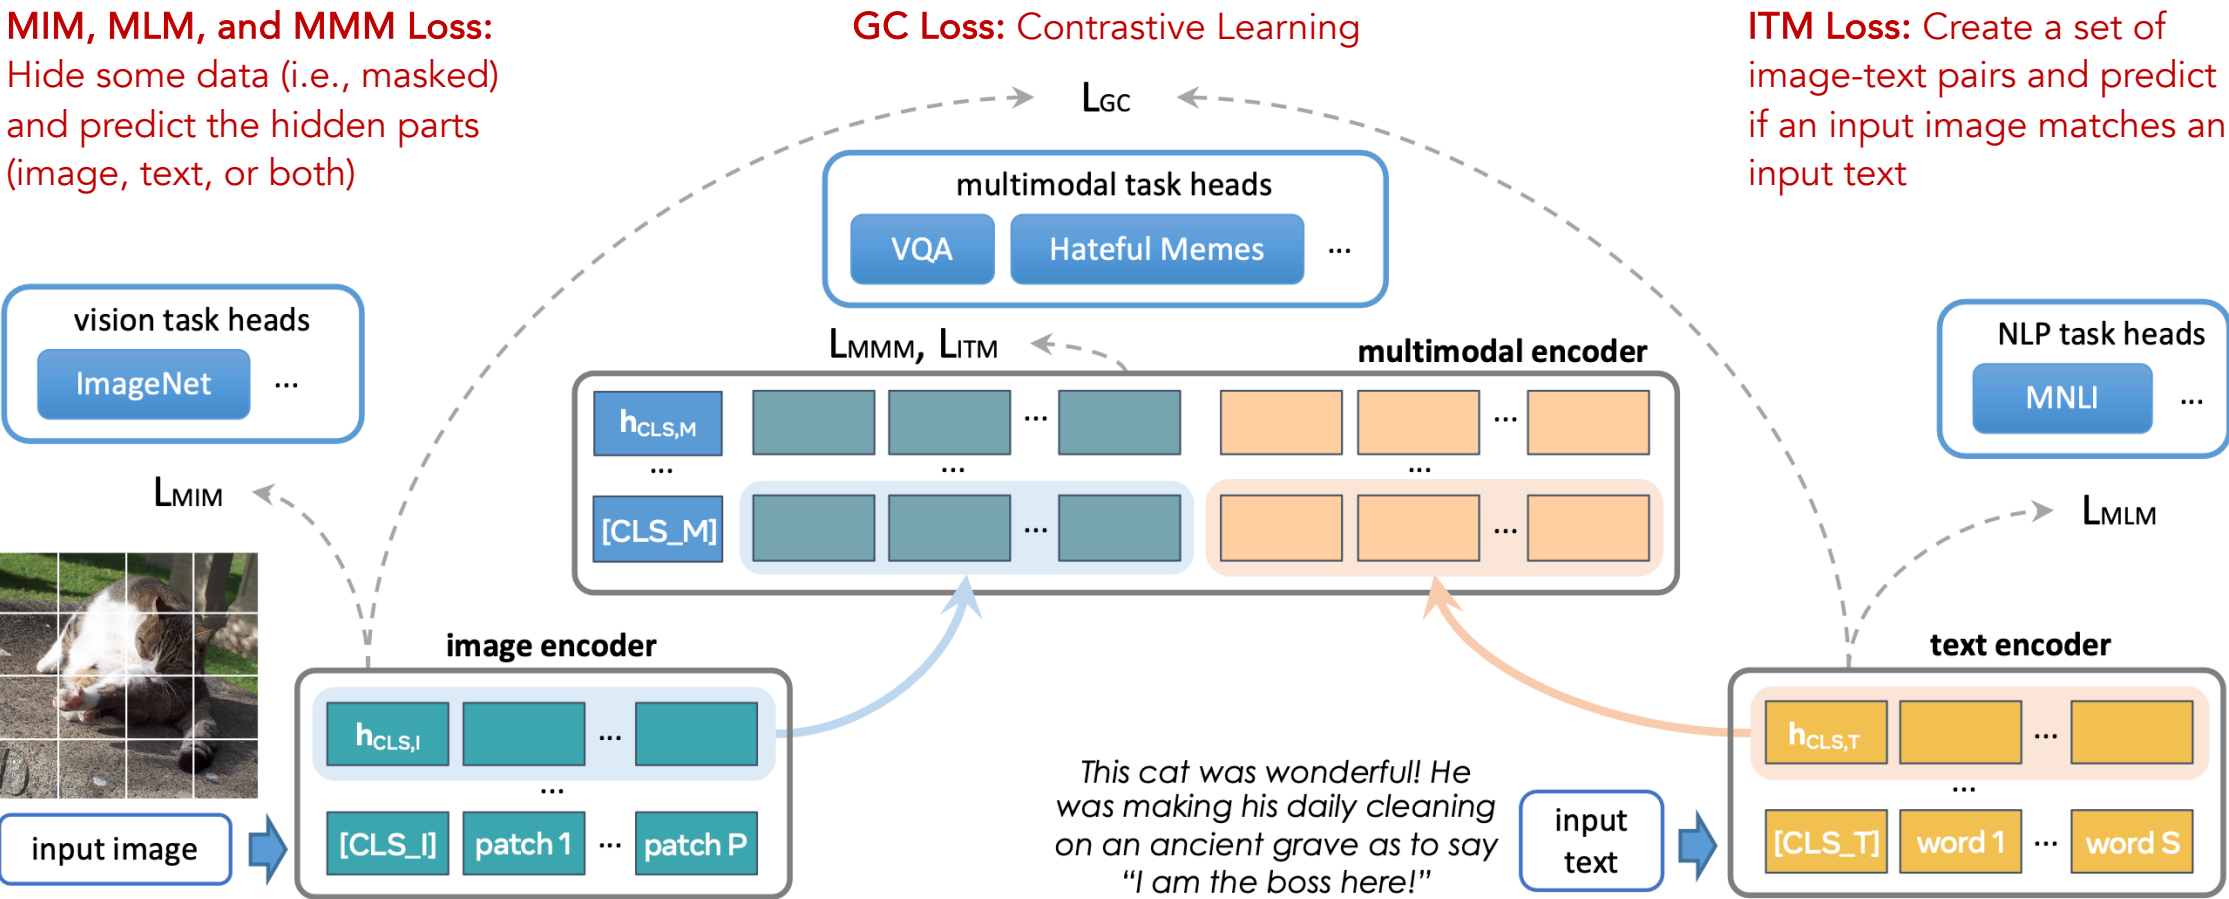 MIM, MLM, and MMM Loss:
Hide some data (i.e., masked)
and predict the hidden parts
(image, text, or both)
GC Loss: Contrastive Learning
ITM Loss: Create a set of
image-text pairs and predict
if an input image matches an
input text
LGC
multimodal task heads
VQA
Hateful Memes
...
vision task heads
ImageNet
...
NLP task heads
MNLI
...
LMMM, LITM
multimodal encoder
hCLS,M
...
...
...
...
...
[CLS_M]
...
...
LMIM
LMLM
image encoder
hCLS,I
...
...
[CLS_I]
patch 1
...
patch P
input image
This cat was wonderful! He
was making his daily cleaning
on an ancient grave as to say
“I am the boss here!”
input
text
text encoder
hCLS,T
...
...
[CLS_T]
word 1
...
word S